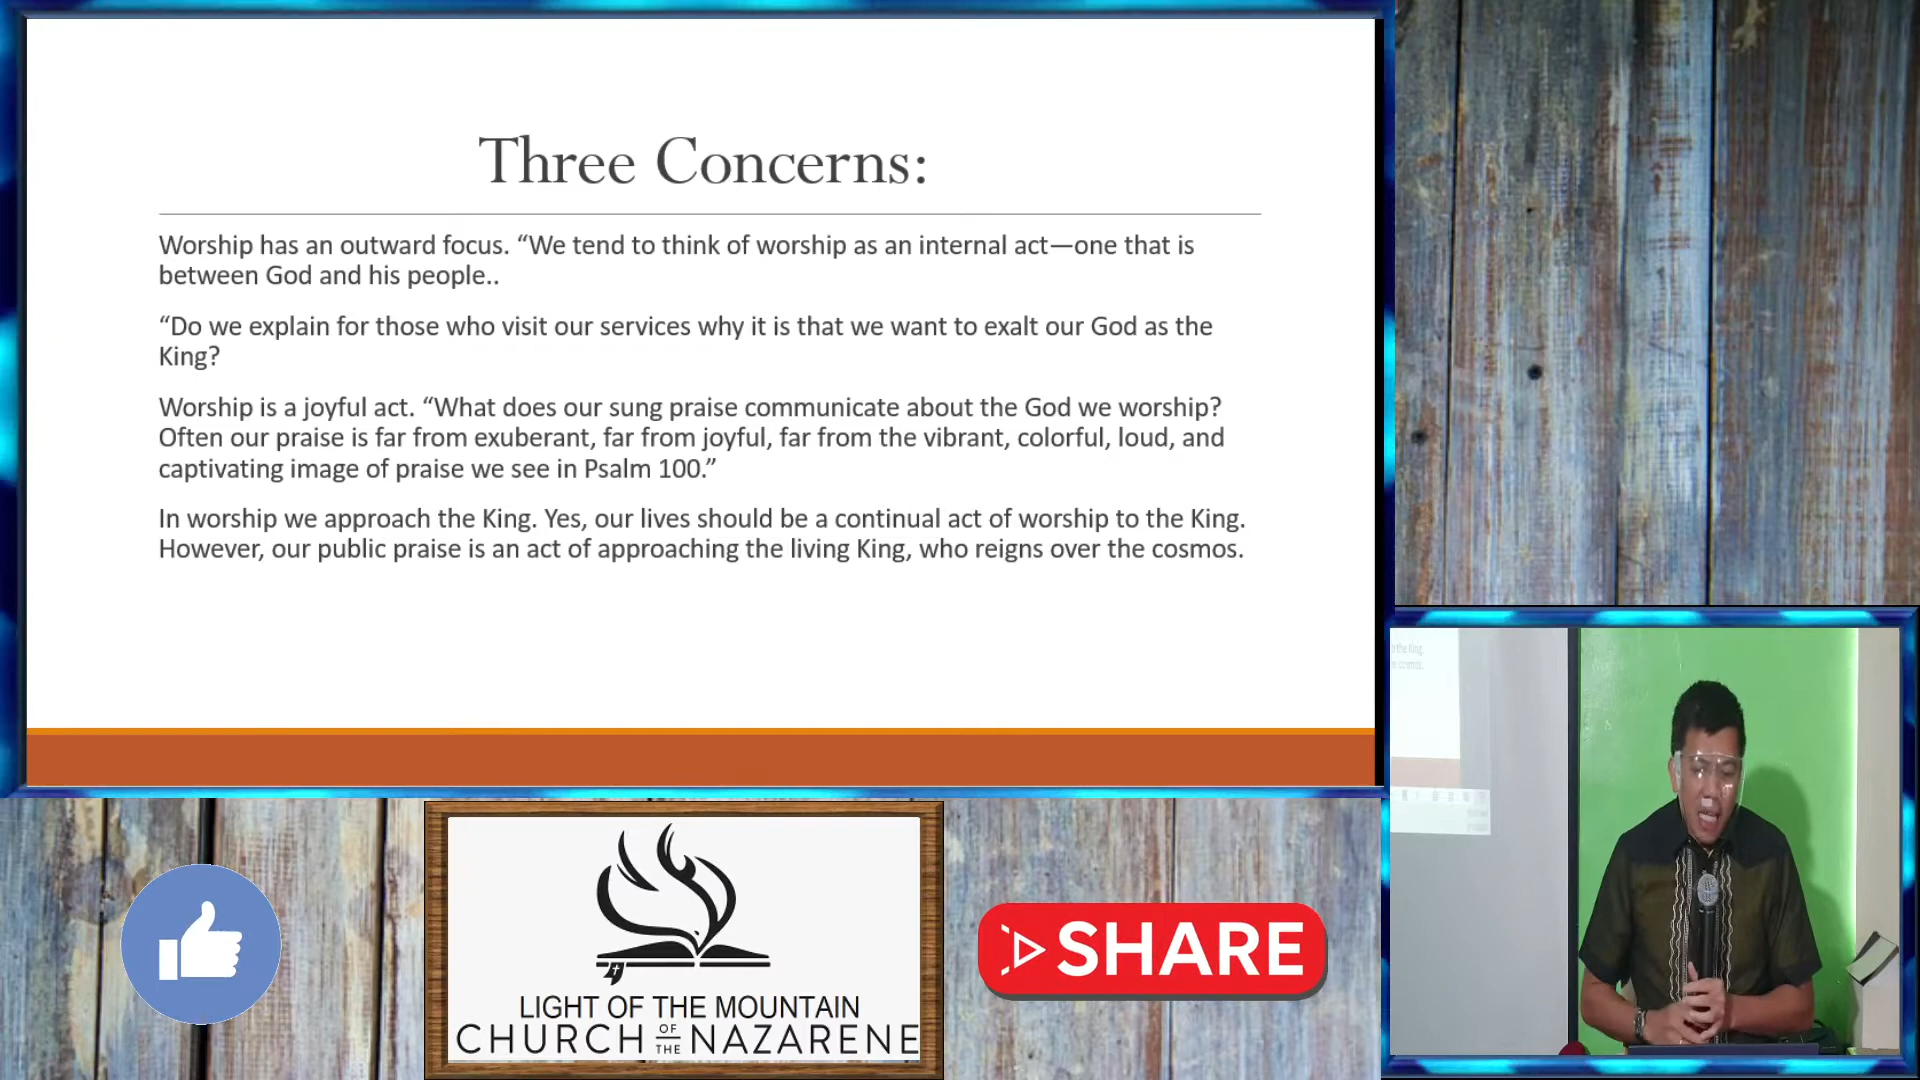 Three Concerns:
Worship has an outward focus. “We tend to think of worship as an internal act—one that is
between God and his people..
“Do we explain for those who visit our services why it is that we want to exalt our God as the
King?
Worship is a joyful act. “What does our sung praise communicate about the God we worship?
Often our praise is far from exuberant, far from joyful, far from the vibrant, colorful, loud, and
captivating image of praise we see in Psalm 100.”
In worship we approach the King. Yes, our lives should be a continual act of worship to the King.
However, our public praise is an act of approaching the living King, who reigns over the cosmos.
the King.
cosmos.
LIGHT OF THE MOUNTAIN
CHURCH OF THE NAZARENE
SHARE